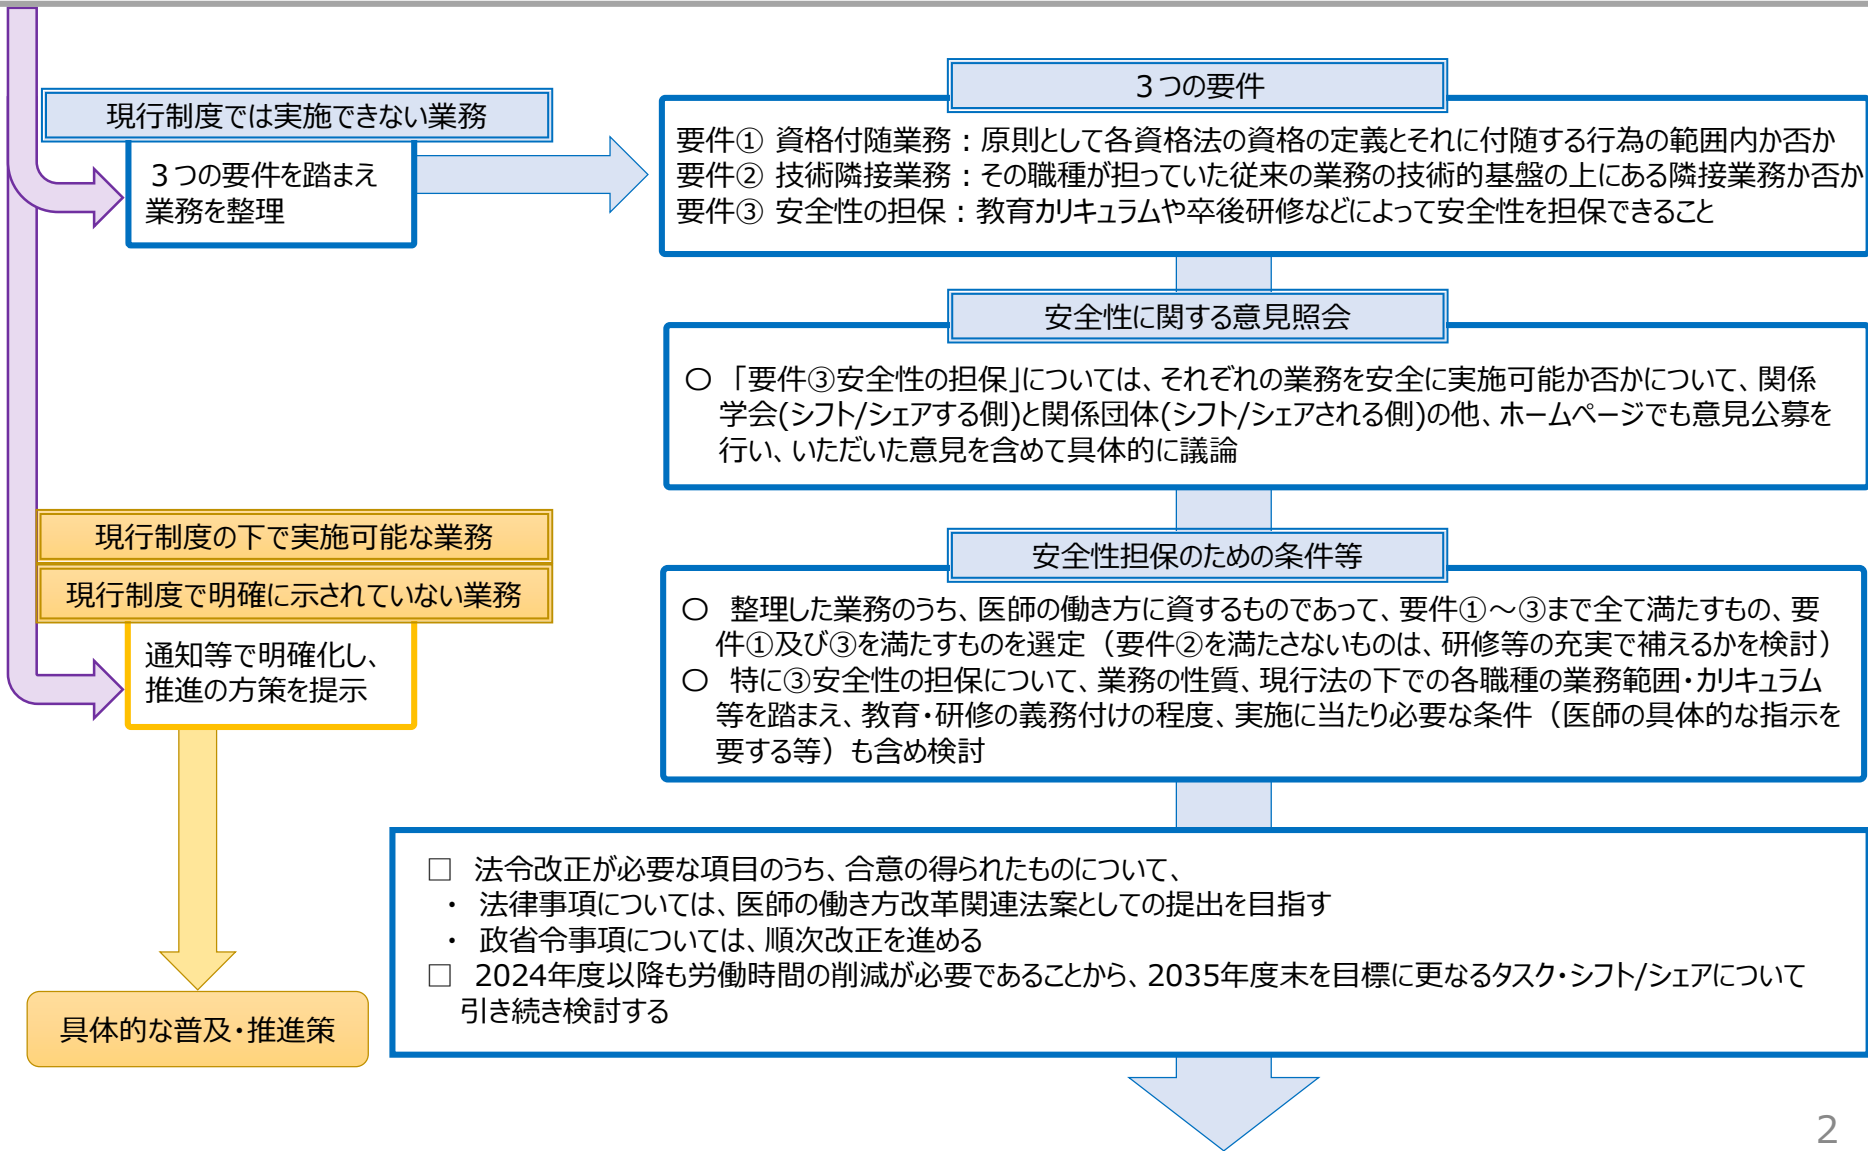 現行制度では実施できない業務
３つの要件を踏まえ
業務を整理
３つの要件
要件① 資格付随業務：原則として各資格法の資格の定義とそれに付随する行為の範囲内か否か
要件② 技術隣接業務：その職種が担っていた従来の業務の技術的基盤の上にある隣接業務か否か
要件③ 安全性の担保：教育カリキュラムや卒後研修などによって安全性を担保できること
安全性に関する意見照会
○ 「要件③安全性の担保」については、それぞれの業務を安全に実施可能か否かについて、関係
学会(シフト/シェアする側)と関係団体(シフト/シェアされる側)の他、ホームページでも意見公募を
行い、いただいた意見を含めて具体的に議論
現行制度の下で実施可能な業務
現行制度で明確に示されていない業務
通知等で明確化し、
推進の方策を提示
安全性担保のための条件等
○ 整理した業務のうち、医師の働き方に資するものであって、要件①～③まで全て満たすもの、要
件①及び③を満たすものを選定（要件②を満たさないものは、研修等の充実で補えるかを検討）
○ 特に③安全性の担保について、業務の性質、現行法の下での各職種の業務範囲・カリキュラム
等を踏まえ、教育・研修の義務付けの程度、実施に当たり必要な条件（医師の具体的な指示を
要する等）も含め検討
□ 法令改正が必要な項目のうち、合意の得られたものについて、
・ 法律事項については、医師の働き方改革関連法案としての提出を目指す
・ 政省令事項については、順次改正を進める
□ 2024年度以降も労働時間の削減が必要であることから、2035年度末を目標に更なるタスク・シフト/シェアについて
引き続き検討する
具体的な普及・推進策
2